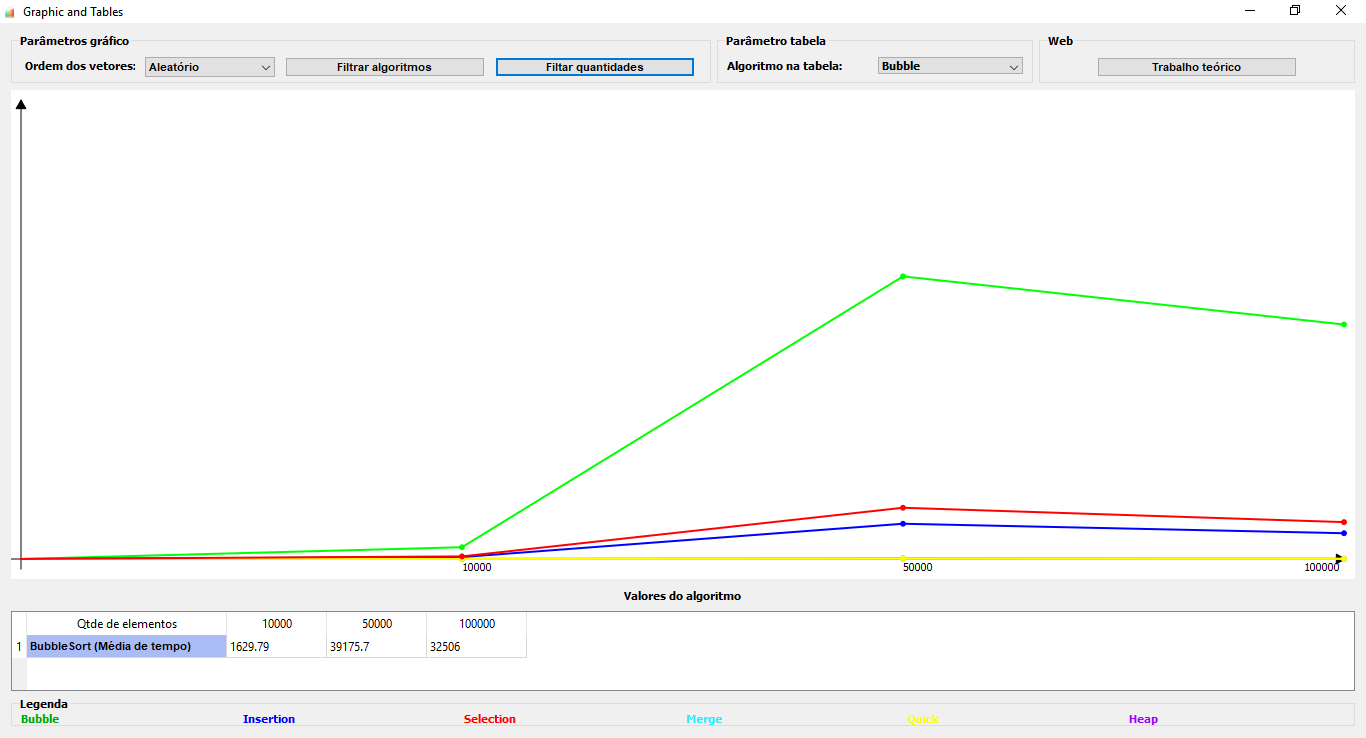 Graphic and Tables
Parâmetros gráfico
Ordem dos vetores: Aleatório Filtrar algoritmos Filtar quantidades
Parâmetro tabela
Algoritmo na tabela: Bubble
Web
Trabalho teórico
10000 50000 100000
Valores do algoritmo
Qtde de elementos 10000 50000 100000
1 BubbleSort (Média de tempo) 1629.79 39175.7 32506
Legenda
Bubble Insertion Selection Merge Quick Heap